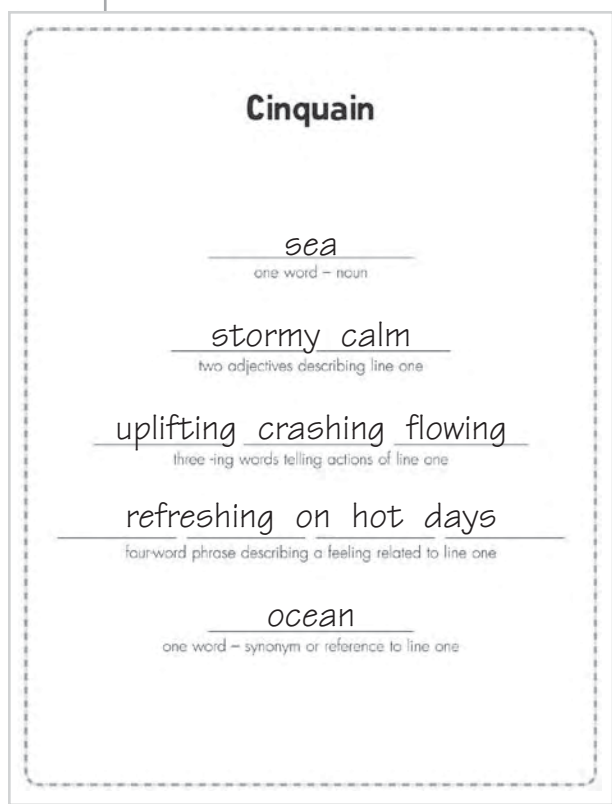 Cinquain
sea
one word – noun
stormy calm
two adjectives describing line one
uplifting crashing flowing
three -ing words telling actions of line one
refreshing on hot days
four-word phrase describing a feeling related to line one
ocean
one word – synonym or reference to line one